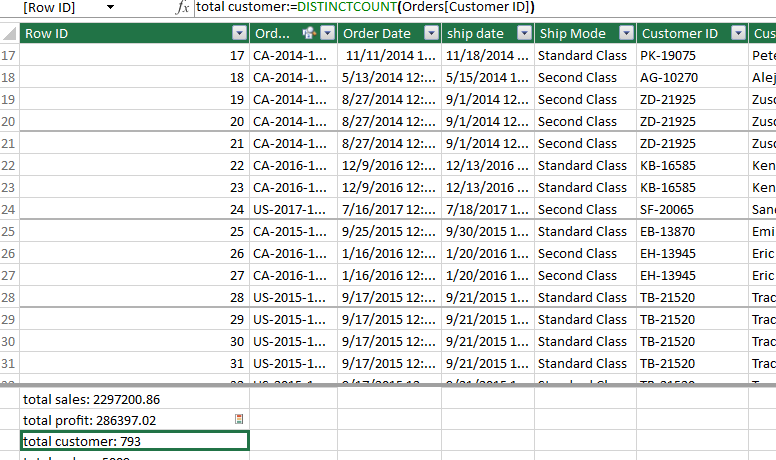 [Row ID] fx total customer:=DISTINCTCOUNT(Orders[Customer ID])
Row ID Ord... Order Date ship date Ship Mode Customer ID Cus
17 17 CA-2014-1... 11/11/2014 1... 11/18/2014 ... Standard Class PK-19075 Pete
18 18 CA-2014-1... 5/13/2014 12:... 5/15/2014 1... Second Class AG-10270 Alej
19 19 CA-2014-1... 8/27/2014 12:... 9/1/2014 12... Second Class ZD-21925 Zusc
20 20 CA-2014-1... 8/27/2014 12:... 9/1/2014 12... Second Class ZD-21925 Zusc
21 21 CA-2014-1... 8/27/2014 12:... 9/1/2014 12... Second Class ZD-21925 Zusc
22 22 CA-2016-1... 12/9/2016 12:... 12/13/2016 ... Standard Class KB-16585 Ken
23 23 CA-2016-1... 12/9/2016 12:... 12/13/2016 ... Standard Class KB-16585 Ken
24 24 US-2017-1... 7/16/2017 12:... 7/18/2017 1... Second Class SF-20065 Sand
25 25 CA-2015-1... 9/25/2015 12:... 9/30/2015 1... Standard Class EB-13870 Emi
26 26 CA-2016-1... 1/16/2016 12:... 1/20/2016 1... Second Class EH-13945 Eric
27 27 CA-2016-1... 1/16/2016 12:... 1/20/2016 1... Second Class EH-13945 Eric
28 28 US-2015-1... 9/17/2015 12:... 9/21/2015 1... Standard Class TB-21520 Trac
29 29 US-2015-1... 9/17/2015 12:... 9/21/2015 1... Standard Class TB-21520 Trac
30 30 US-2015-1... 9/17/2015 12:... 9/21/2015 1... Standard Class TB-21520 Trac
31 31 US-2015-1... 9/17/2015 12:... 9/21/2015 1... Standard Class TB-21520 Trac
total sales: 2297200.86
total profit: 286397.02
total customer: 793